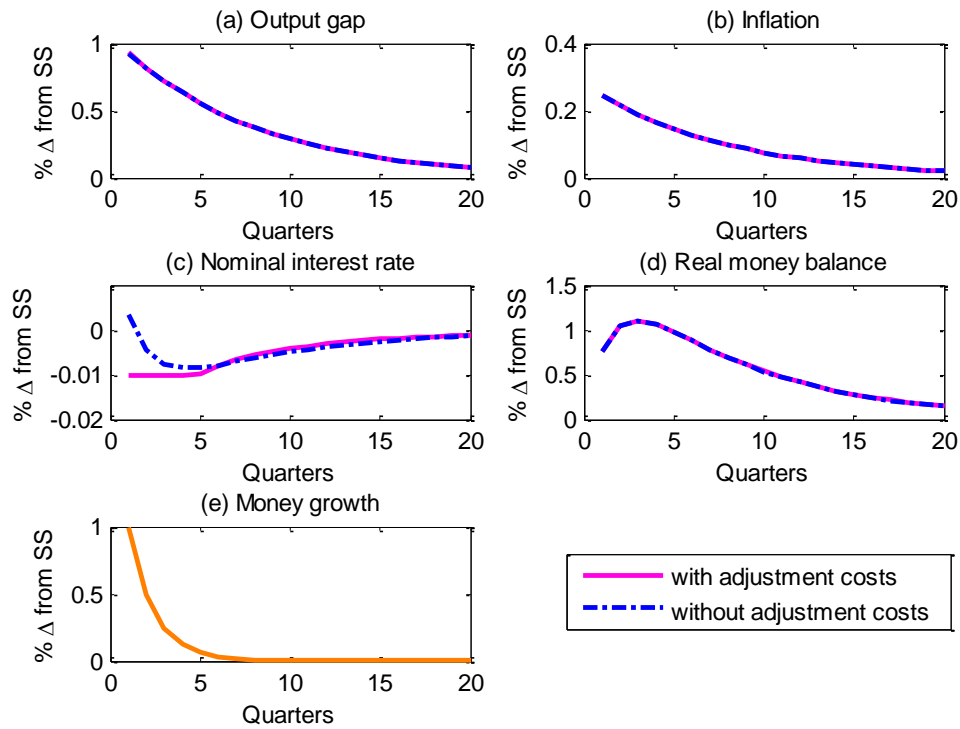 (a) Output gap
% Δ from SS
1
0.5
0
0 5 10 15 20
Quarters
(b) Inflation
% Δ from SS
0.4
0.2
0
0 5 10 15 20
Quarters
(c) Nominal interest rate
% Δ from SS
0
-0.01
-0.02
0 5 10 15 20
Quarters
(d) Real money balance
% Δ from SS
1.5
1
0.5
0
0 5 10 15 20
Quarters
(e) Money growth
% Δ from SS
1
0.5
0
0 5 10 15 20
Quarters
with adjustment costs
without adjustment costs